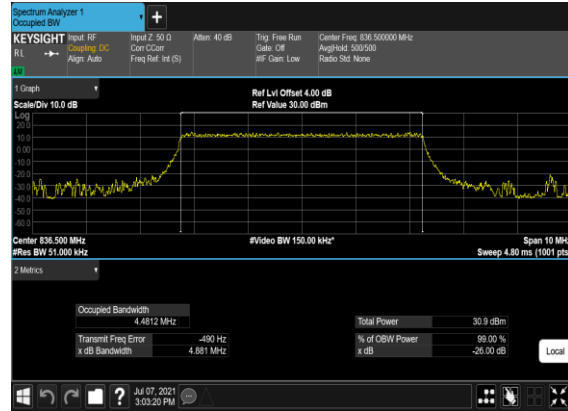 Spectrum Analyzer 1
Occupied BW
KEYSIGHT Input: RF Input Z: 50 Ω Atten: 40 dB Trig: Free Run Center Freq: 836.500000 MHz
RL Coupling: DC Corr CCorr Gate: Off Avg|Hold: 500/500
Align: Auto Freq Ref: Int (S) #IF Gain: Low Radio Std: None
LM
1 Graph
Ref Lvl Offset 4.00 dB
Scale/Div 10.0 dB Ref Value 30.00 dBm
Log
20.0
10.0
0.00
-10.0
-20.0
-30.0
-40.0
-50.0
-60.0
Center 836.500 MHz #Video BW 150.00 kHz* Span 10 MHz
#Res BW 51.000 kHz Sweep 4.80 ms (1001 pts
2 Metrics
Occupied Bandwidth
4.4812 MHz Total Power 30.9 dBm
Transmit Freq Error -490 Hz % of OBW Power 99.00 %
x dB Bandwidth 4.881 MHz x dB -26.00 dB
Local
? Jul 07, 2021
3:03:20 PM